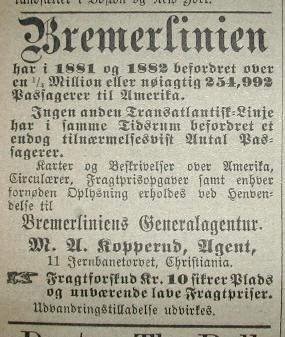 Bremerlinien
har i 1881 og 1882 befordret over
en ¼ Million eller nøiagtig 254,992
Passagerer til Amerika.
Ingen anden Transatlantisk-Linje
har i samme Tidsrum befordret et
endog tilnærmelsesvist Antal Pas-
sagerer.
Karter og Beskrivelser over Amerika,
Circulærer, Fragtprisopgaver samt enhver
fornøden Oplysning erholdes ved Henven-
delse til
Bremerliniens Generalagentur.
M. A. Kopperud, Agent,
11 Jernbanetorvet, Christiania.
☛ Fragtforskud Kr. 10 sikrer Plads
og nuværende lave Fragtpriser.
Udvandringstilladelse udvirkes.